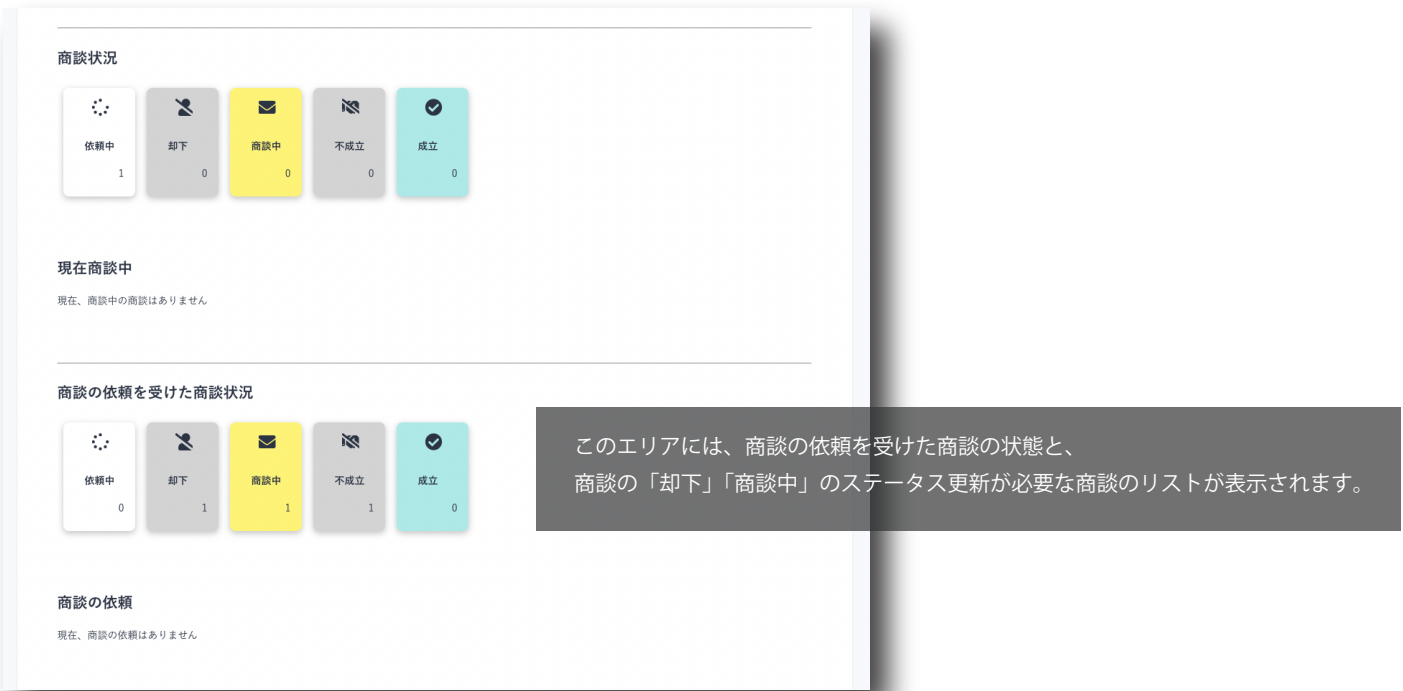 商談状況
依頼中
1
却下
0
商談中
0
不成立
0
成立
0
現在商談中
現在、商談中の商談はありません
商談の依頼を受けた商談状況
依頼中
0
却下
1
商談中
1
不成立
1
成立
0
このエリアには、商談の依頼を受けた商談の状態と、
商談の「却下」「商談中」のステータス更新が必要な商談のリストが表示されます。
商談の依頼
現在、商談の依頼はありません